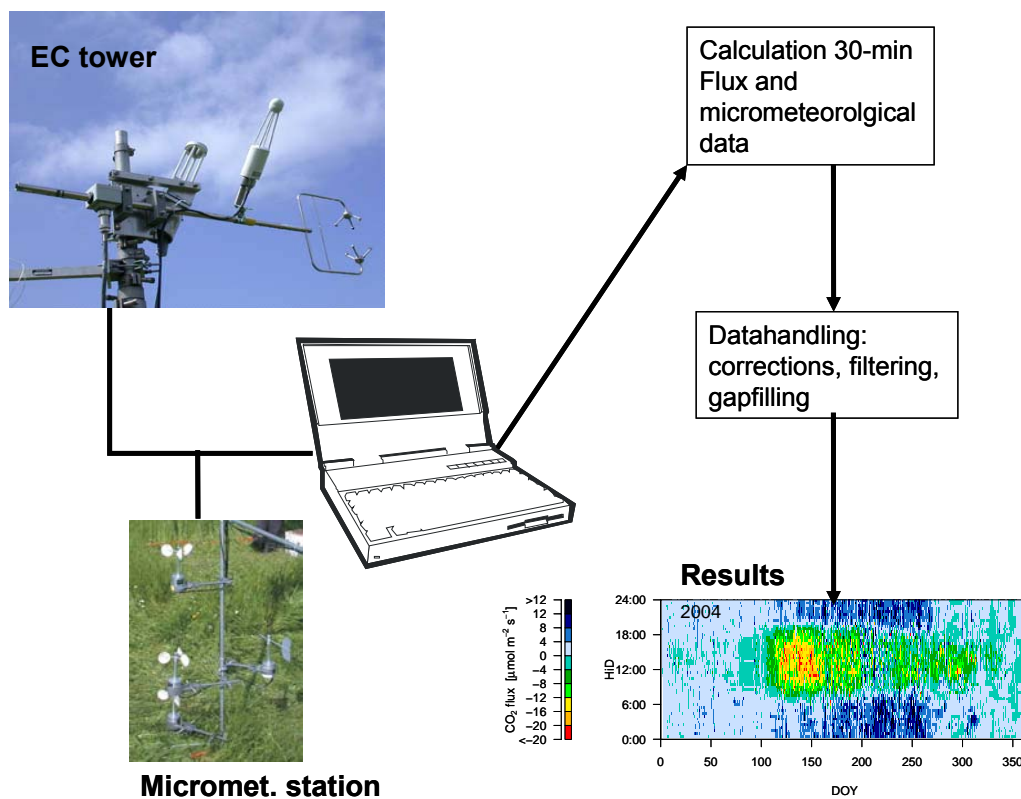 EC tower
Calculation 30-min
Flux and
micrometeorolgical
data
Datahandling:
corrections, filtering,
gapfilling
Micromet. station
Results
CO₂ flux [μmol m⁻² s⁻¹]
>12
12
8
4
0
−4
−8
−12
−16
−20
<−20
2004
HiD
24:00
18:00
12:00
6:00
0:00
0 50 100 150 200 250 300 350
DOY